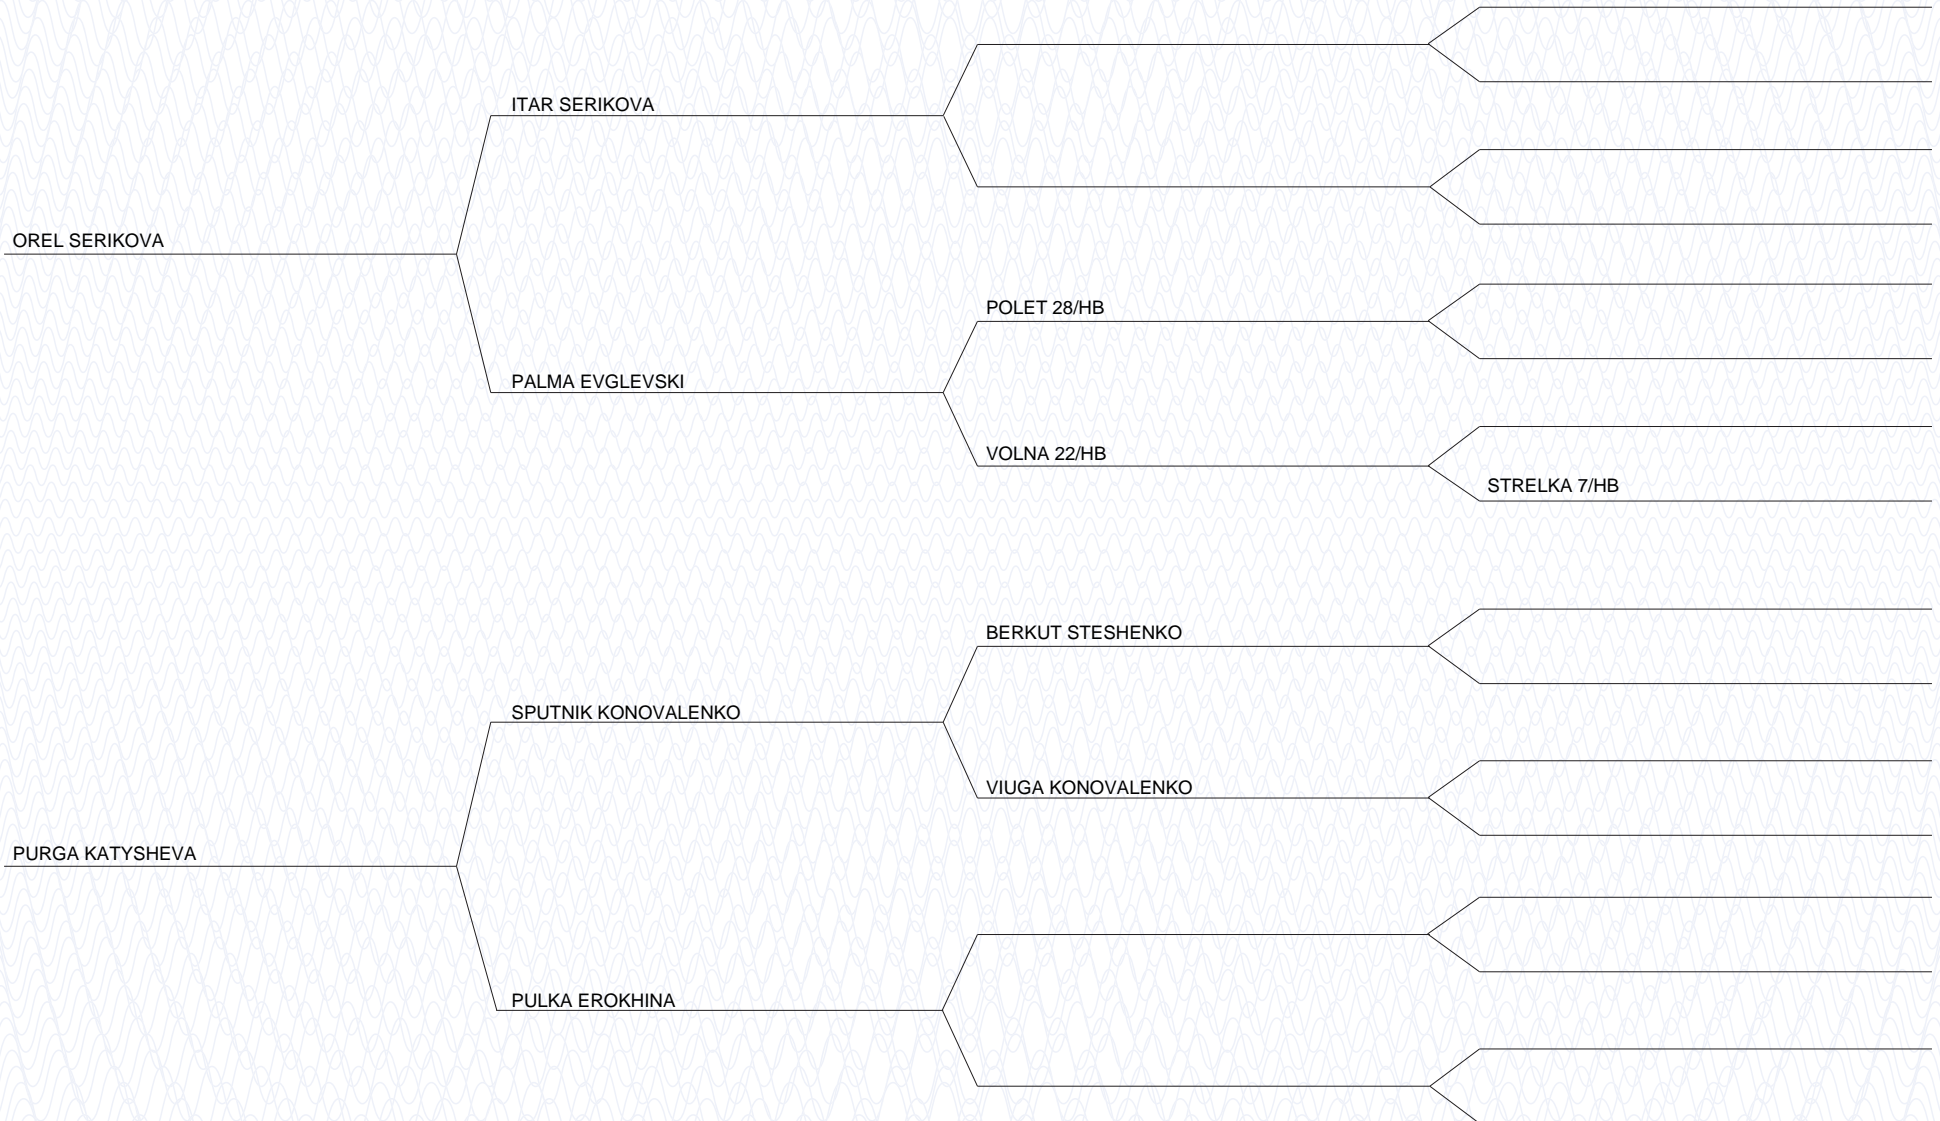 ITAR SERIKOVA
OREL SERIKOVA
POLET 28/HB
PALMA EVGLEVSKI
VOLNA 22/HB
STRELKA 7/HB
BERKUT STESHENKO
SPUTNIK KONOVALENKO
VIUGA KONOVALENKO
PURGA KATYSHEVA
PULKA EROKHINA